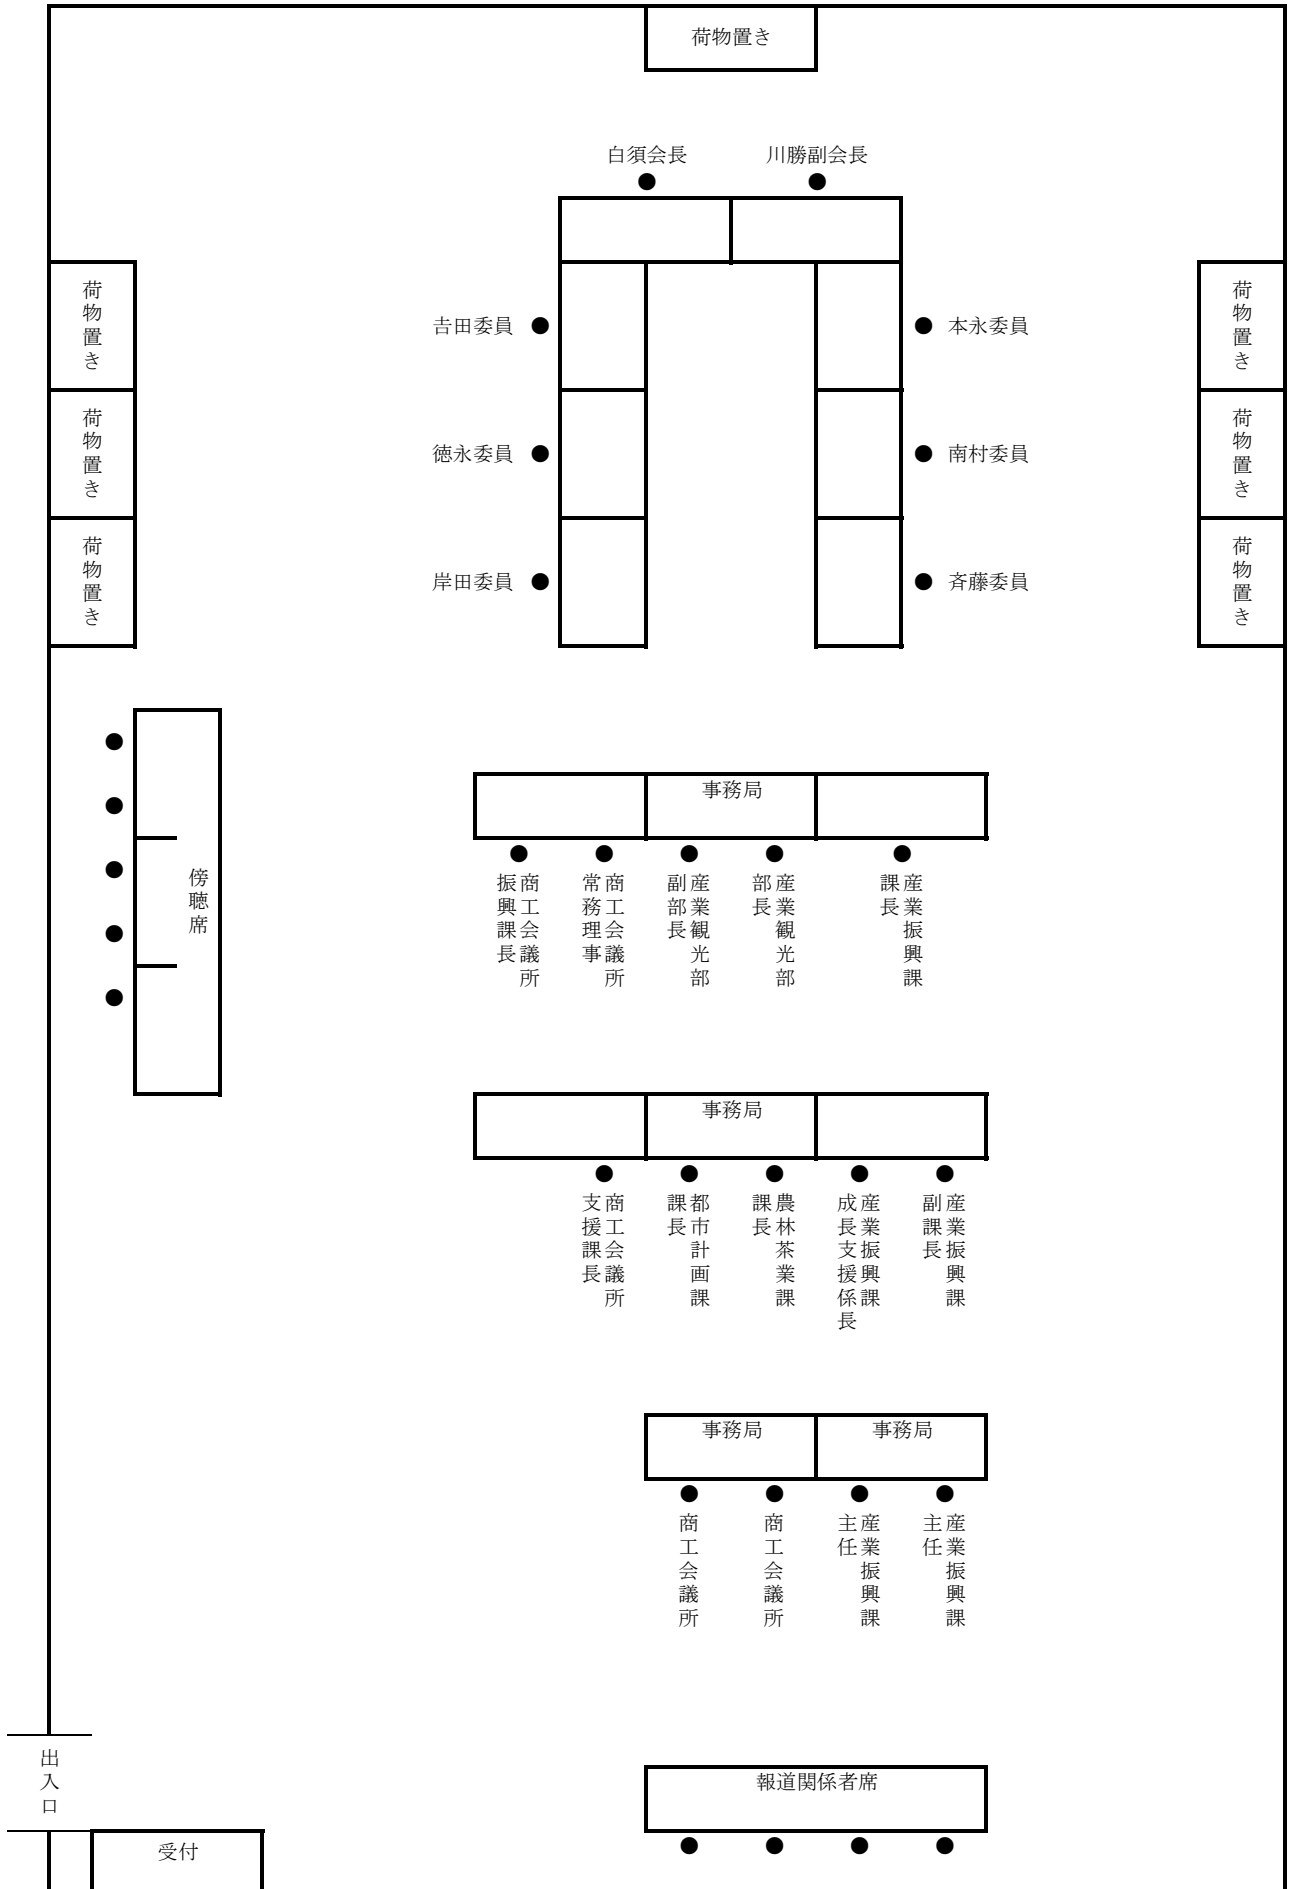 荷物置き
白須会長
川勝副会長
荷物置き
荷物置き
荷物置き
𠮷田委員
徳永委員
岸田委員
本永委員
南村委員
斉藤委員
荷物置き
荷物置き
荷物置き
傍聴席
事務局
商工会議所
振興課長
商工会議所
常務理事
産業観光部
副部長
産業観光部
部長
産業振興課
課長
事務局
商工会議所
支援課長
都市計画課
課長
農林茶業課
課長
産業振興課
成長支援係長
産業振興課
副課長
事務局
事務局
商工会議所
商工会議所
産業振興課
主任
産業振興課
主任
出入口
受付
報道関係者席